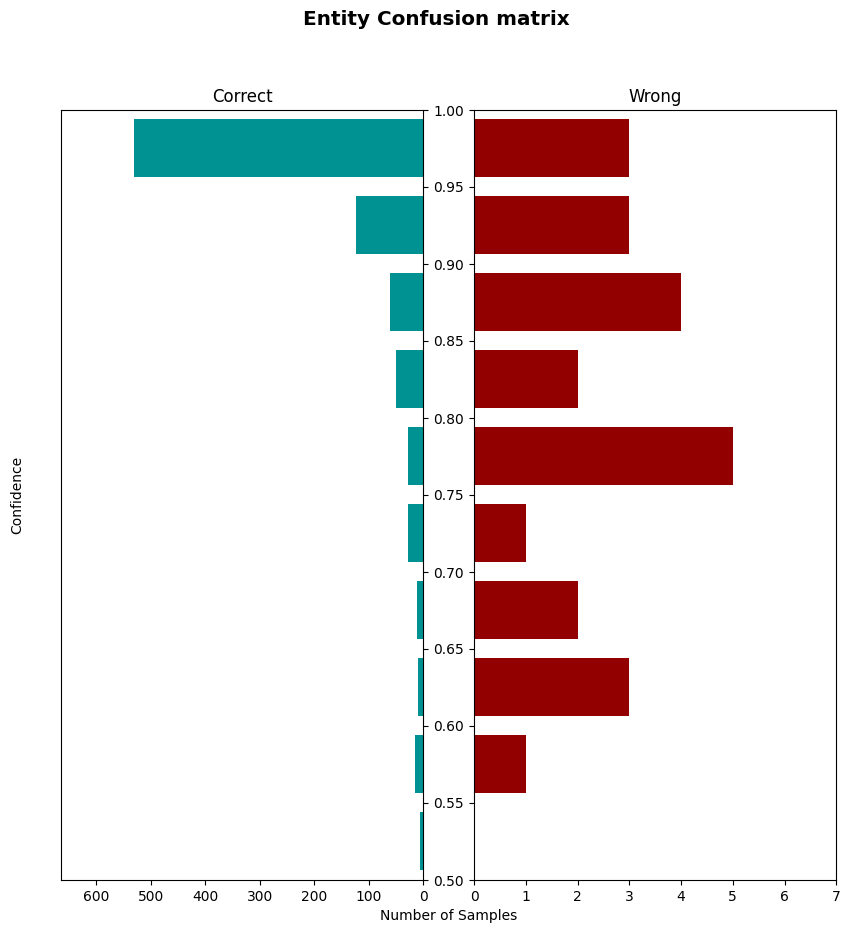 Entity Confusion matrix
Correct
Wrong
1.00
0.95
0.90
0.85
0.80
0.75
0.70
0.65
0.60
0.55
0.50
Confidence
600 500 400 300 200 100 0
0 1 2 3 4 5 6 7
Number of Samples